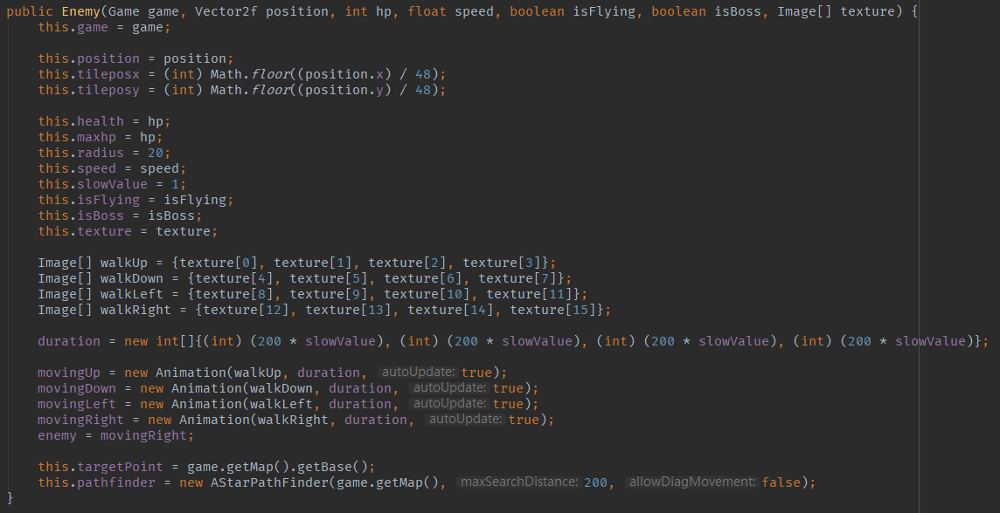 public Enemy(Game game, Vector2f position, int hp, float speed, boolean isFlying, boolean isBoss, Image[] texture) {
this.game = game;
this.position = position;
this.tileposx = (int) Math.floor((position.x) / 48);
this.tileposy = (int) Math.floor((position.y) / 48);
this.health = hp;
this.maxhp = hp;
this.radius = 20;
this.speed = speed;
this.slowValue = 1;
this.isFlying = isFlying;
this.isBoss = isBoss;
this.texture = texture;
Image[] walkUp = {texture[0], texture[1], texture[2], texture[3]};
Image[] walkDown = {texture[4], texture[5], texture[6], texture[7]};
Image[] walkLeft = {texture[8], texture[9], texture[10], texture[11]};
Image[] walkRight = {texture[12], texture[13], texture[14], texture[15]};
duration = new int[]{(int) (200 * slowValue), (int) (200 * slowValue), (int) (200 * slowValue), (int) (200 * slowValue)};
movingUp = new Animation(walkUp, duration, autoUpdate: true);
movingDown = new Animation(walkDown, duration, autoUpdate: true);
movingLeft = new Animation(walkLeft, duration, autoUpdate: true);
movingRight = new Animation(walkRight, duration, autoUpdate: true);
enemy = movingRight;
this.targetPoint = game.getMap().getBase();
this.pathfinder = new AStarPathFinder(game.getMap(), maxSearchDistance: 200, allowDiagMovement: false);
}